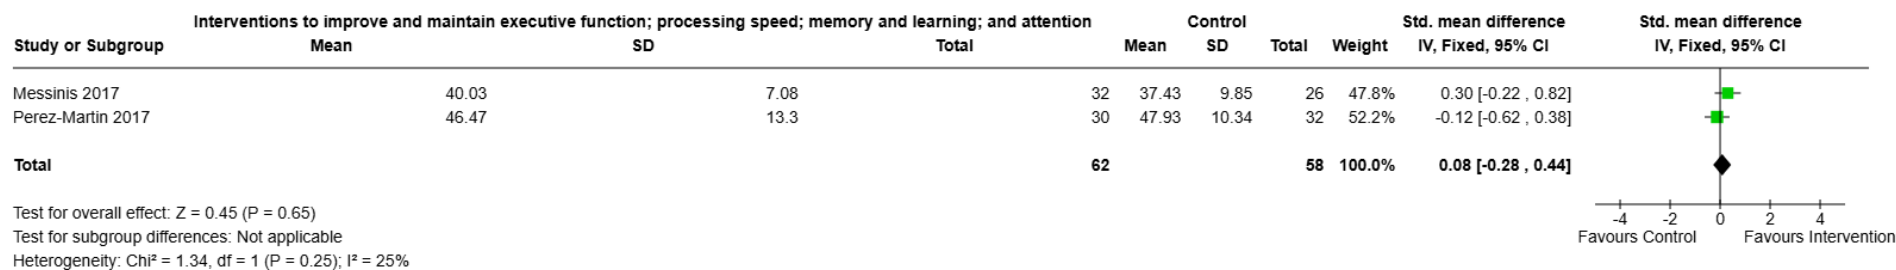 Interventions to improve and maintain executive function; processing speed; memory and learning; and attention Control Std. mean difference Std. mean difference
Study or Subgroup Mean SD Total Mean SD Total Weight IV, Fixed, 95% CI IV, Fixed, 95% CI
Messinis 2017 40.03 7.08 32 37.43 9.85 26 47.8% 0.30 [-0.22 , 0.82]
Perez-Martin 2017 46.47 13.3 30 47.93 10.34 32 52.2% -0.12 [-0.62 , 0.38]
Total 62 58 100.0% 0.08 [-0.28 , 0.44]
Test for overall effect: Z = 0.45 (P = 0.65)
-4 -2 0 2 4
Test for subgroup differences: Not applicable Favours Control Favours Intervention
Heterogeneity: Chi² = 1.34, df = 1 (P = 0.25); I² = 25%